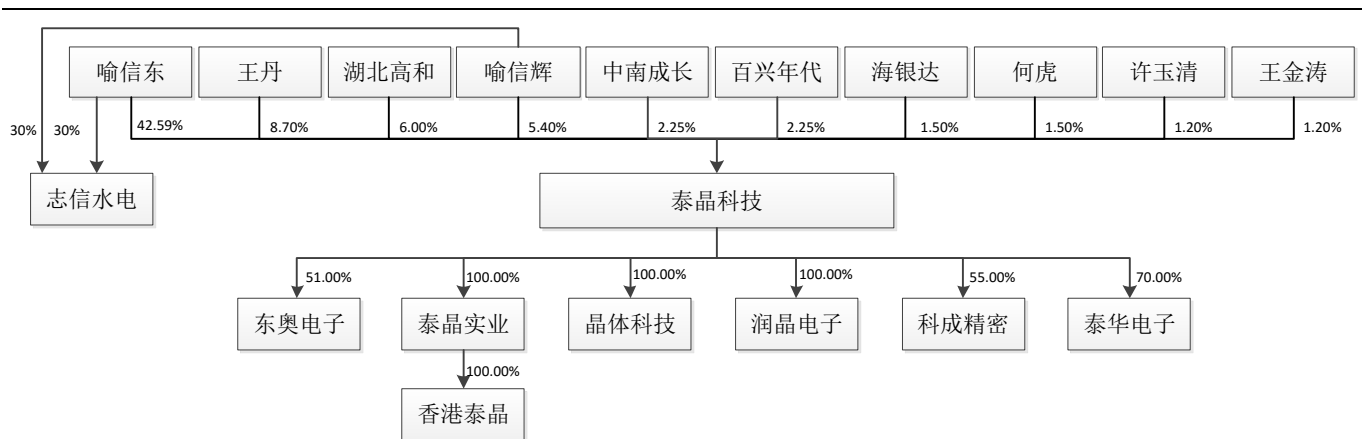 喻信东 王丹 湖北高和 喻信辉 中南成长 百兴年代 海银达 何虎 许玉清 王金涛
30% 30% 42.59% 8.70% 6.00% 5.40% 2.25% 2.25% 1.50% 1.50% 1.20% 1.20%
志信水电 泰晶科技
51.00% 100.00% 100.00% 100.00% 55.00% 70.00%
东奥电子 泰晶实业 晶体科技 润晶电子 科成精密 泰华电子
100.00%
香港泰晶